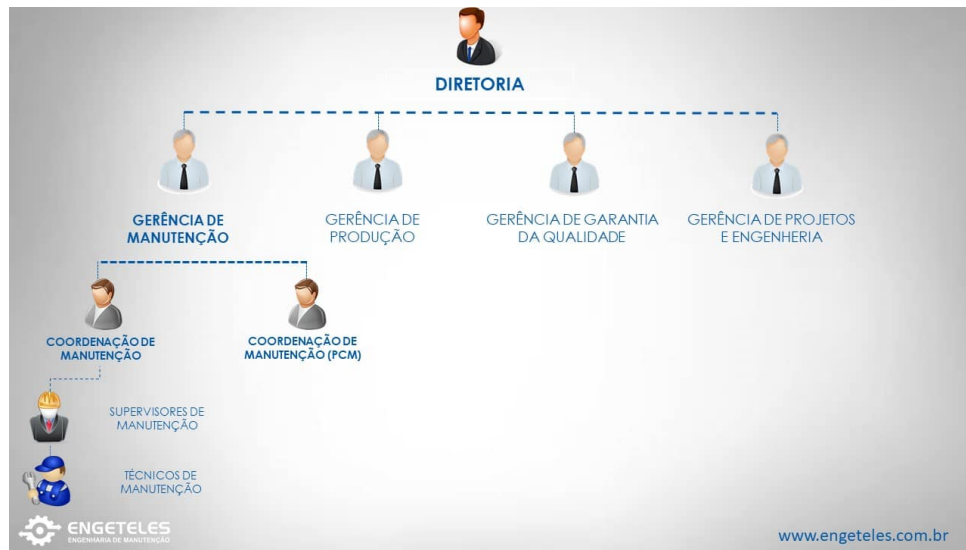 DIRETORIA
GERÊNCIA DE
MANUTENÇÃO
GERÊNCIA DE
PRODUÇÃO
GERÊNCIA DE GARANTIA
DA QUALIDADE
GERÊNCIA DE PROJETOS
E ENGENHERIA
COORDENAÇÃO DE
MANUTENÇÃO
COORDENAÇÃO DE
MANUTENÇÃO (PCM)
SUPERVISORES DE
MANUTENÇÃO
TÉCNICOS DE
MANUTENÇÃO
ENGETELES
ENGENHARIA DE MANUTENÇÃO
www.engeteles.com.br